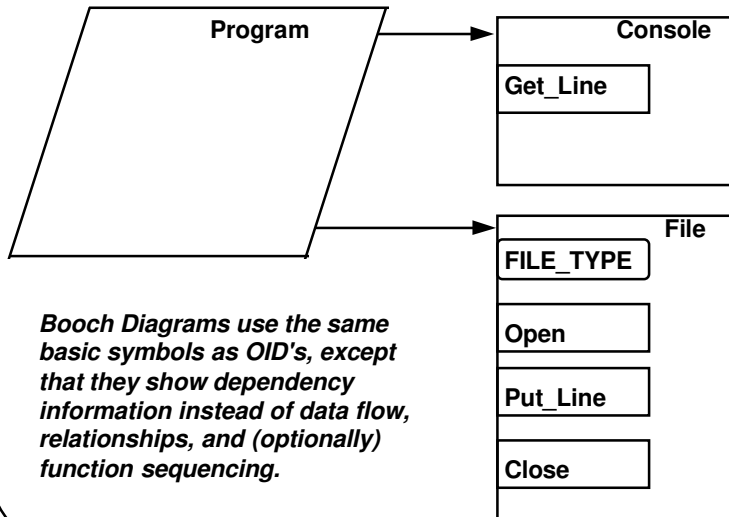 Program
Console
Get_Line
File
FILE_TYPE
Open
Put_Line
Close
Booch Diagrams use the same
basic symbols as OID's, except
that they show dependency
information instead of data flow,
relationships, and (optionally)
function sequencing.